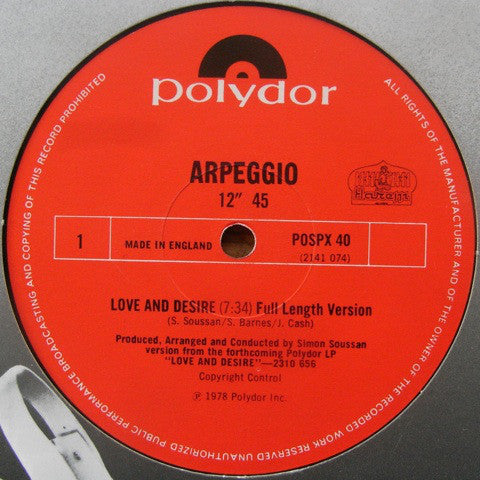 polydor
ARPEGGIO
12" 45
Harem
1
MADE IN ENGLAND
POSPX 40
(2141 074)
LOVE AND DESIRE (7:34) Full Length Version
(S. Soussan/S. Barnes/J. Cash)
Produced, Arranged and Conducted by Simon Soussan
version from the forthcoming Polydor LP
"LOVE AND DESIRE"—2310 656
Copyright Control
℗ 1978 Polydor Inc.
ALL RIGHTS OF THE MANUFACTURER AND OF THE OWNER OF THE RECORDED WORK RESERVED UNAUTHORIZED PUBLIC PERFORMANCE BROADCASTING AND COPYING OF THIS RECORD PROHIBITED